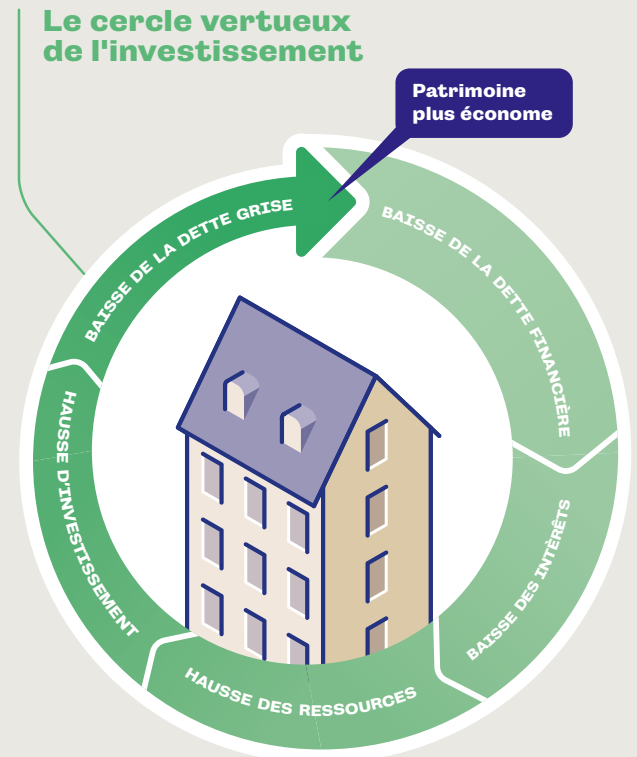 Le cercle vertueux
de l'investissement
Patrimoine
plus économe
BAISSE DE LA DETTE FINANCIÈRE
BAISSE DES INTÈRÊTS
HAUSSE DES RESSOURCES
HAUSSE D'INVESTISSEMENT
BAISSE DE LA DETTE GRISE